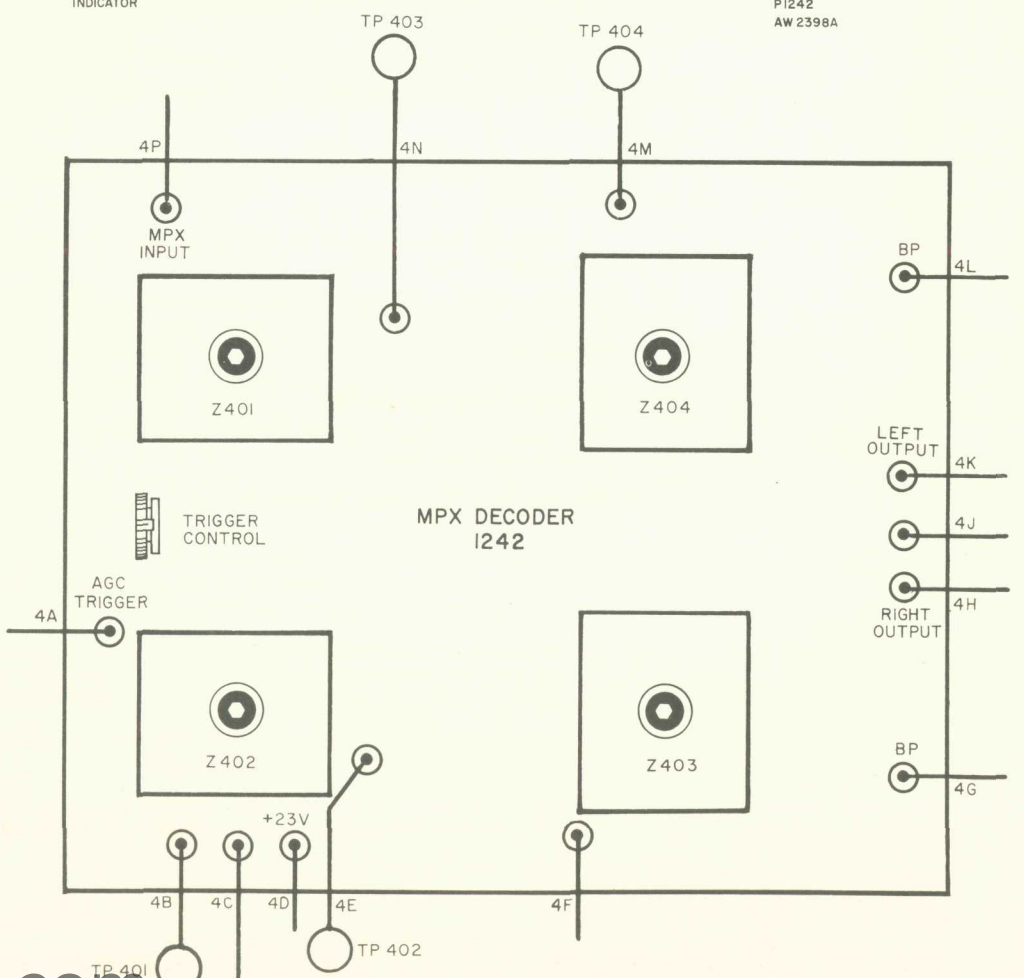 INDICATOR
P1242
AW 2398A
TP 403
TP 404
4P
4N
4M
MPX
INPUT
BP
4L
Z401
Z404
LEFT
OUTPUT
4K
TRIGGER
CONTROL
MPX DECODER
1242
4J
AGC
TRIGGER
4A
4H
RIGHT
OUTPUT
Z402
Z403
BP
4G
+23V
4B
4C
4D
4E
4F
TP 402
TP 401